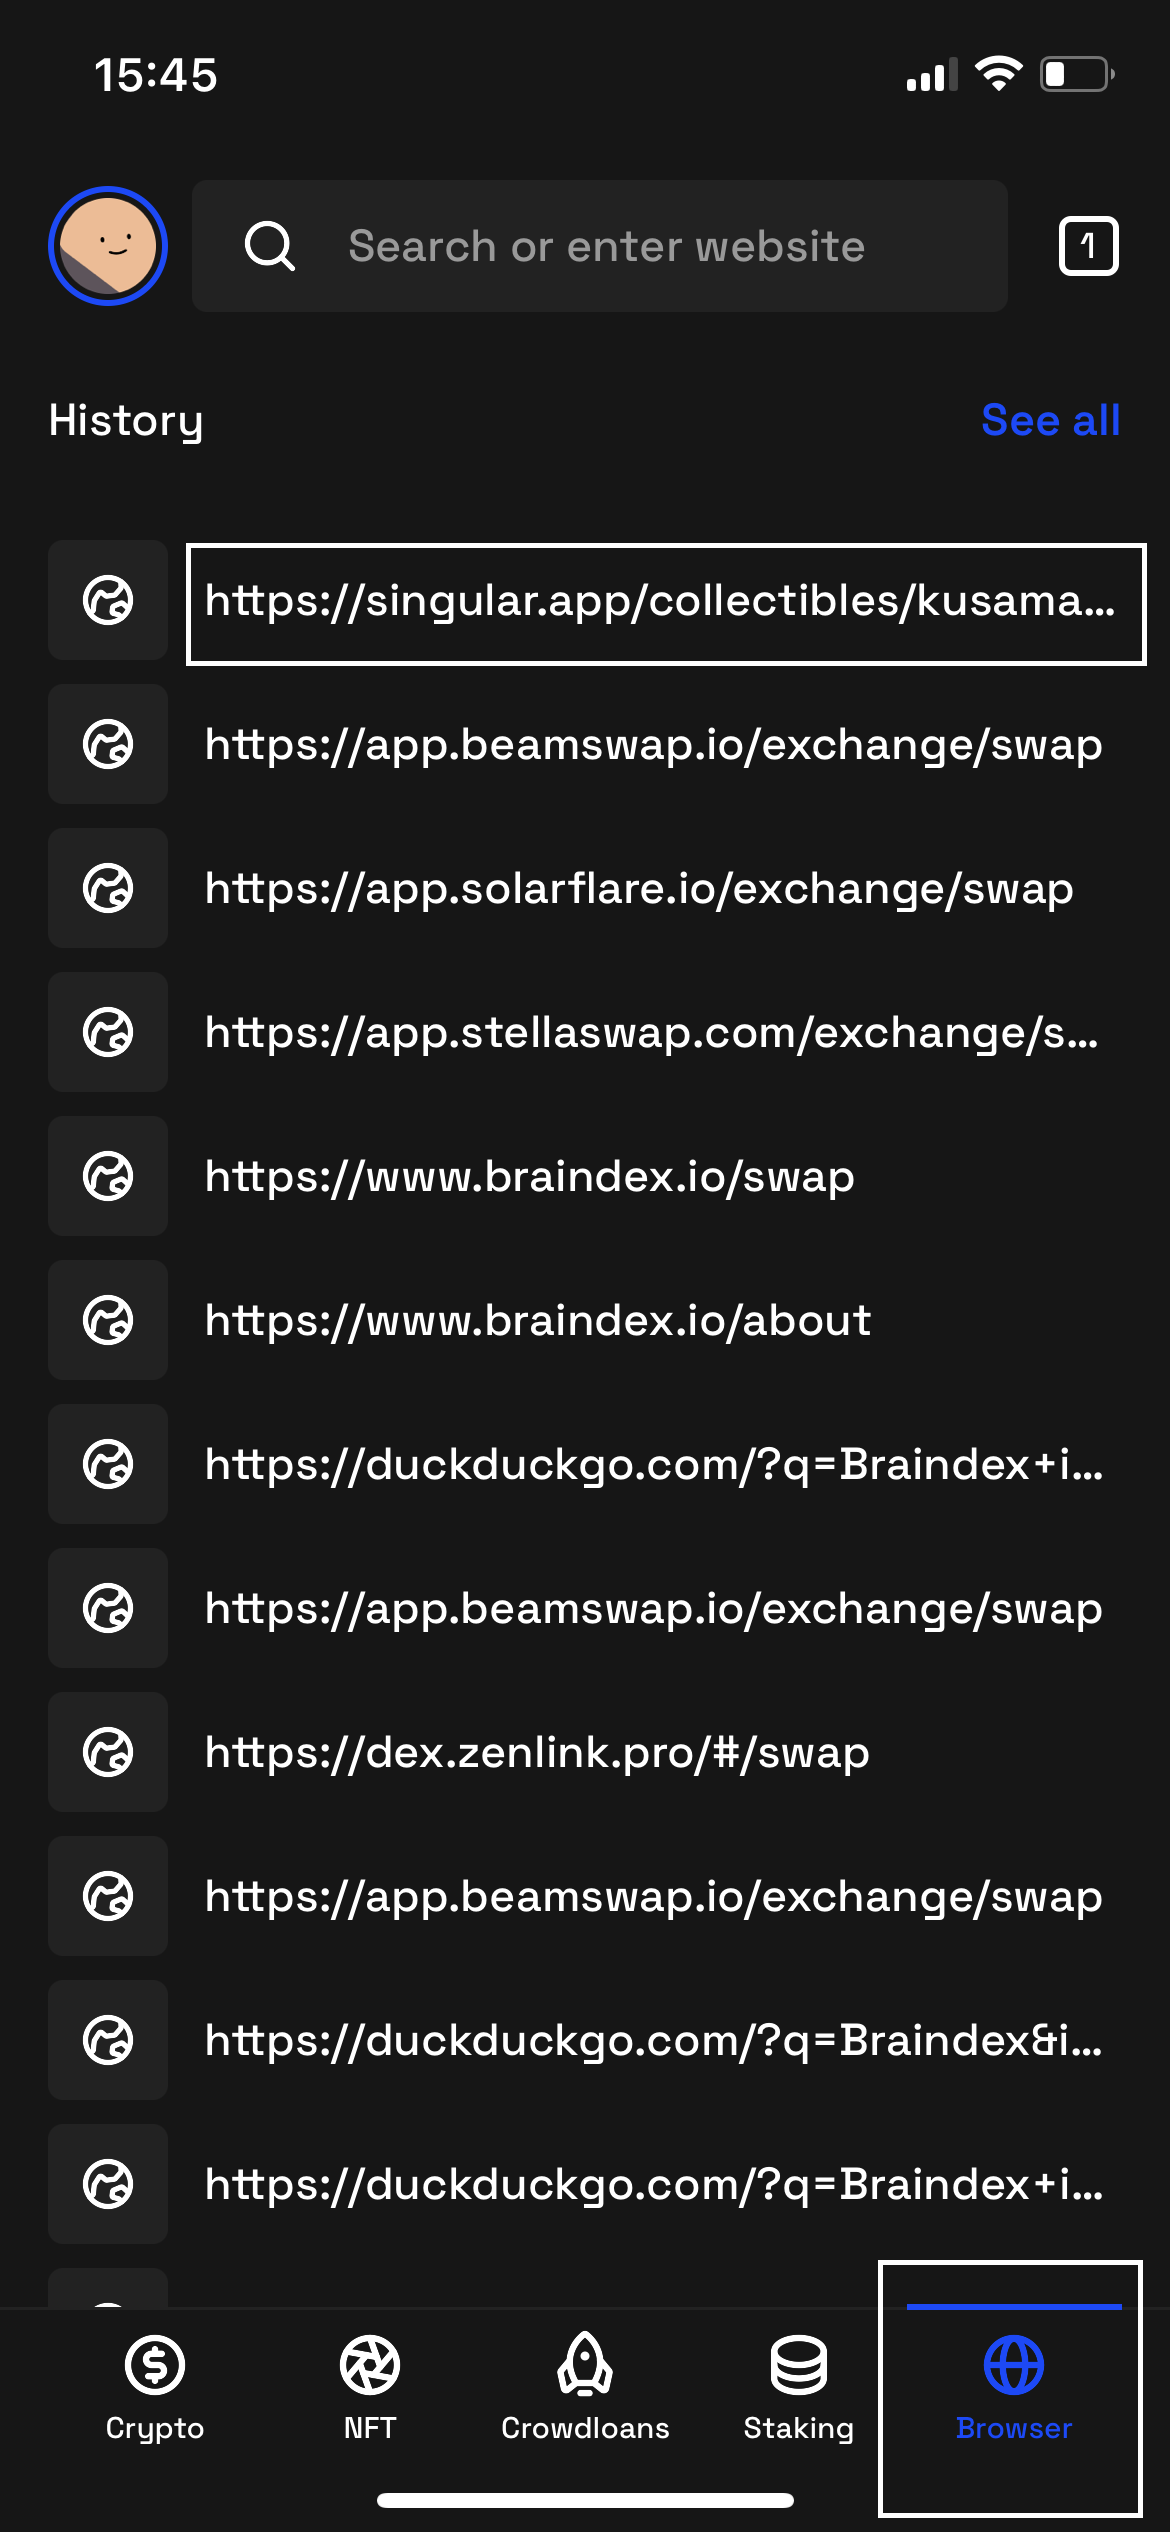 15:45
Search or enter website
1
History
See all
https://singular.app/collectibles/kusama...
https://app.beamswap.io/exchange/swap
https://app.solarflare.io/exchange/swap
https://app.stellaswap.com/exchange/s...
https://www.braindex.io/swap
https://www.braindex.io/about
https://duckduckgo.com/?q=Braindex+i...
https://app.beamswap.io/exchange/swap
https://dex.zenlink.pro/#/swap
https://app.beamswap.io/exchange/swap
https://duckduckgo.com/?q=Braindex&i...
https://duckduckgo.com/?q=Braindex+i...
Crypto
NFT
Crowdloans
Staking
Browser